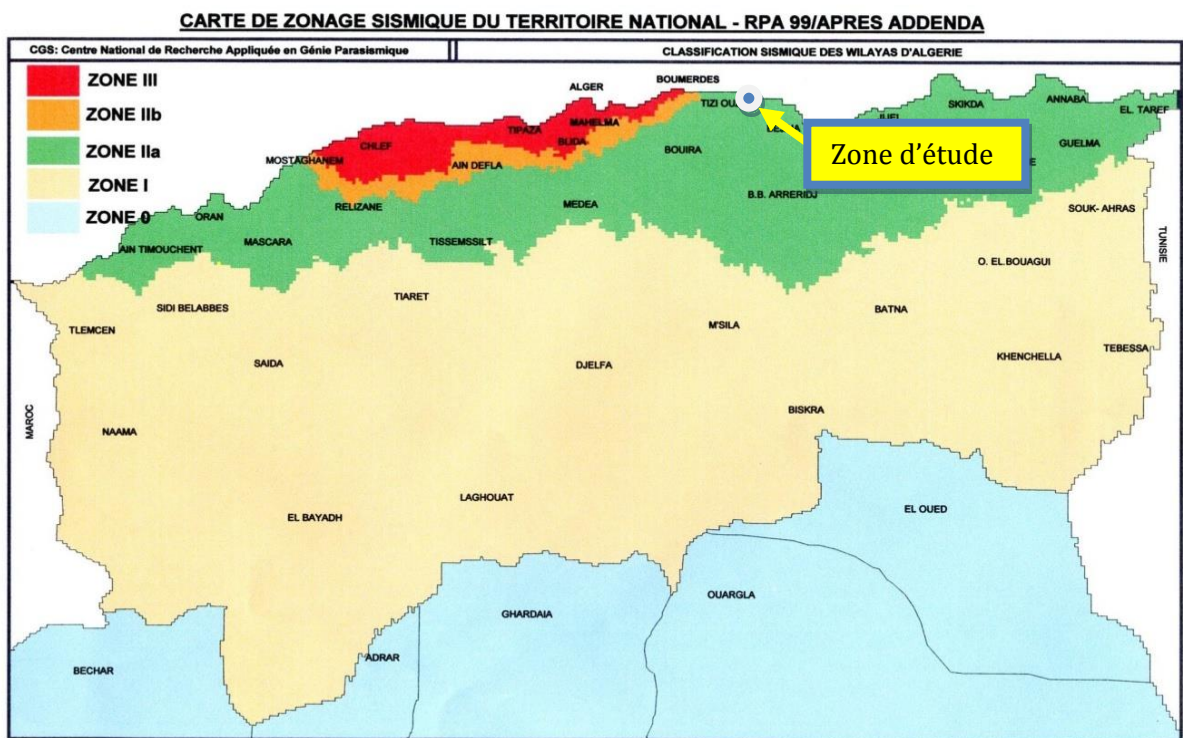 CARTE DE ZONAGE SISMIQUE DU TERRITOIRE NATIONAL - RPA 99/APRES ADDENDA
CGS: Centre National de Recherche Appliquée en Génie Parasismique
CLASSIFICATION SISMIQUE DES WILAYAS D'ALGERIE
ZONE III
ZONE IIb
ZONE IIa
ZONE I
ZONE 0
BOUMERDES
ALGER
TIZI OU
SKIKDA
ANNABA
EL. TAREF
MAHELMA
TIPAZA
BLIDA
CHLEF
GUELMA
MOSTAGHANEM
AIN DEFLA
BOUIRA
Zone d'étude
B.B. ARRERIDJ
RELIZANE
MEDEA
SOUK- AHRAS
ORAN
AIN TIMOUCHENT
MASCARA
TISSEMSSILT
TUNISIE
O. EL.BOUAGUI
TIARET
SIDI BELABBES
BATNA
TLEMCEN
M'SILA
SAIDA
DJELFA
KHENCHELLA
TEBESSA
MAROC
BISKRA
NAAMA
LAGHOUAT
EL BAYADH
EL OUED
OUARGLA
GHARDAIA
ADRAR
BECHAR